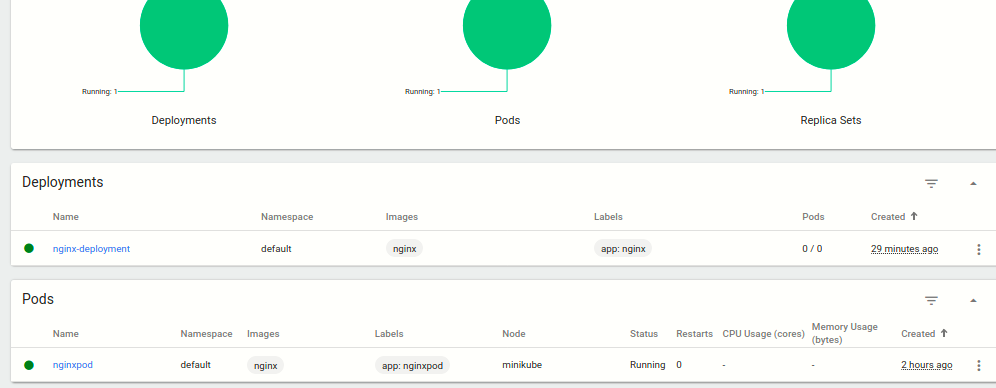 Running: 1 Running: 1 Running: 1
Deployments Pods Replica Sets
Deployments
Name Namespace Images Labels Pods Created
nginx-deployment default nginx app: nginx 0 / 0 29 minutes ago
Pods
Name Namespace Images Labels Node Status Restarts CPU Usage (cores) Memory Usage (bytes) Created
nginxpod default nginx app: nginxpod minikube Running 0 - - 2 hours ago